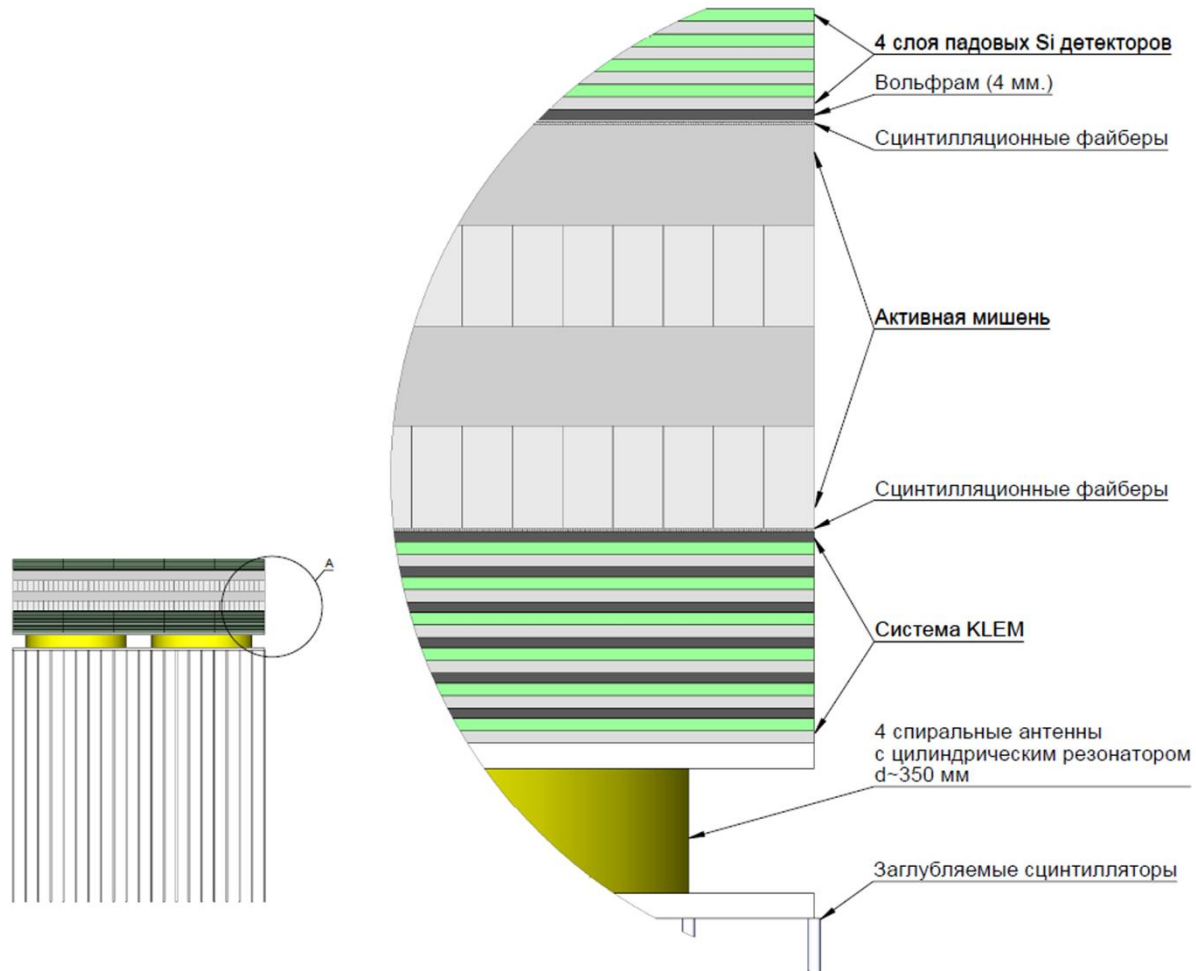 4 слоя падовых Si детекторов
Вольфрам (4 мм.)
Сцинтилляционные файберы
Активная мишень
Сцинтилляционные файберы
A
Система KLEM
4 спиральные антенны
с цилиндрическим резонатором
d~350 мм
Заглубляемые сцинтилляторы